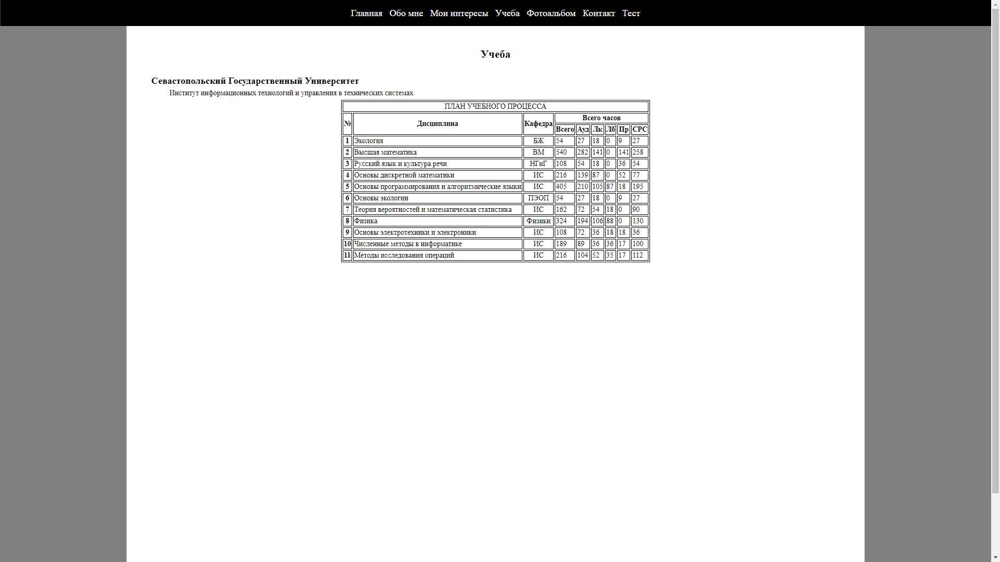 Главная Обо мне Мои интересы Учеба Фотоальбом Контакт Тест
Учеба
Севастопольский Государственный Университет
Институт информационных технологий и управления в технических системах
ПЛАН УЧЕБНОГО ПРОЦЕССА
№ Дисциплина Кафедра Всего часов
Всего Ауд Лк Лб Пр СРС
1 Экология БЖ 54 27 18 0 9 27
2 Высшая математика ВМ 540 282 141 0 141 258
3 Русский язык и культура речи НГиГ 108 54 18 0 36 54
4 Основы дискретной математики ИС 216 139 87 0 52 77
5 Основы программирования и алгоритмические языки ИС 405 210 105 87 18 195
6 Основы экологии ПЭОП 54 27 18 0 9 27
7 Теория вероятностей и математическая статистика ИС 162 72 54 18 0 90
8 Физика Физики 324 194 106 88 0 130
9 Основы электротехники и электроники ИС 108 72 36 18 18 36
10 Численные методы в информатике ИС 189 89 36 36 17 100
11 Методы исследования операций ИС 216 104 52 35 17 112